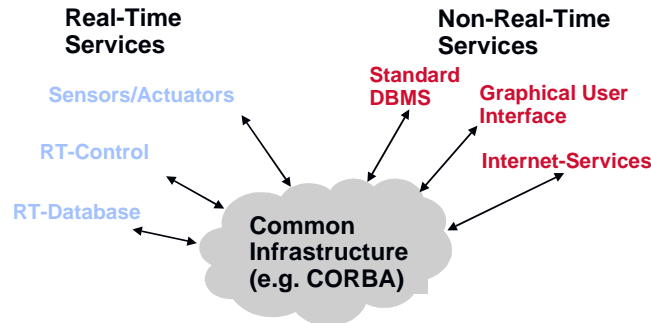 Real-Time
Services
Non-Real-Time
Services
Sensors/Actuators
RT-Control
RT-Database
Standard
DBMS
Graphical User
Interface
Internet-Services
Common
Infrastructure
(e.g. CORBA)